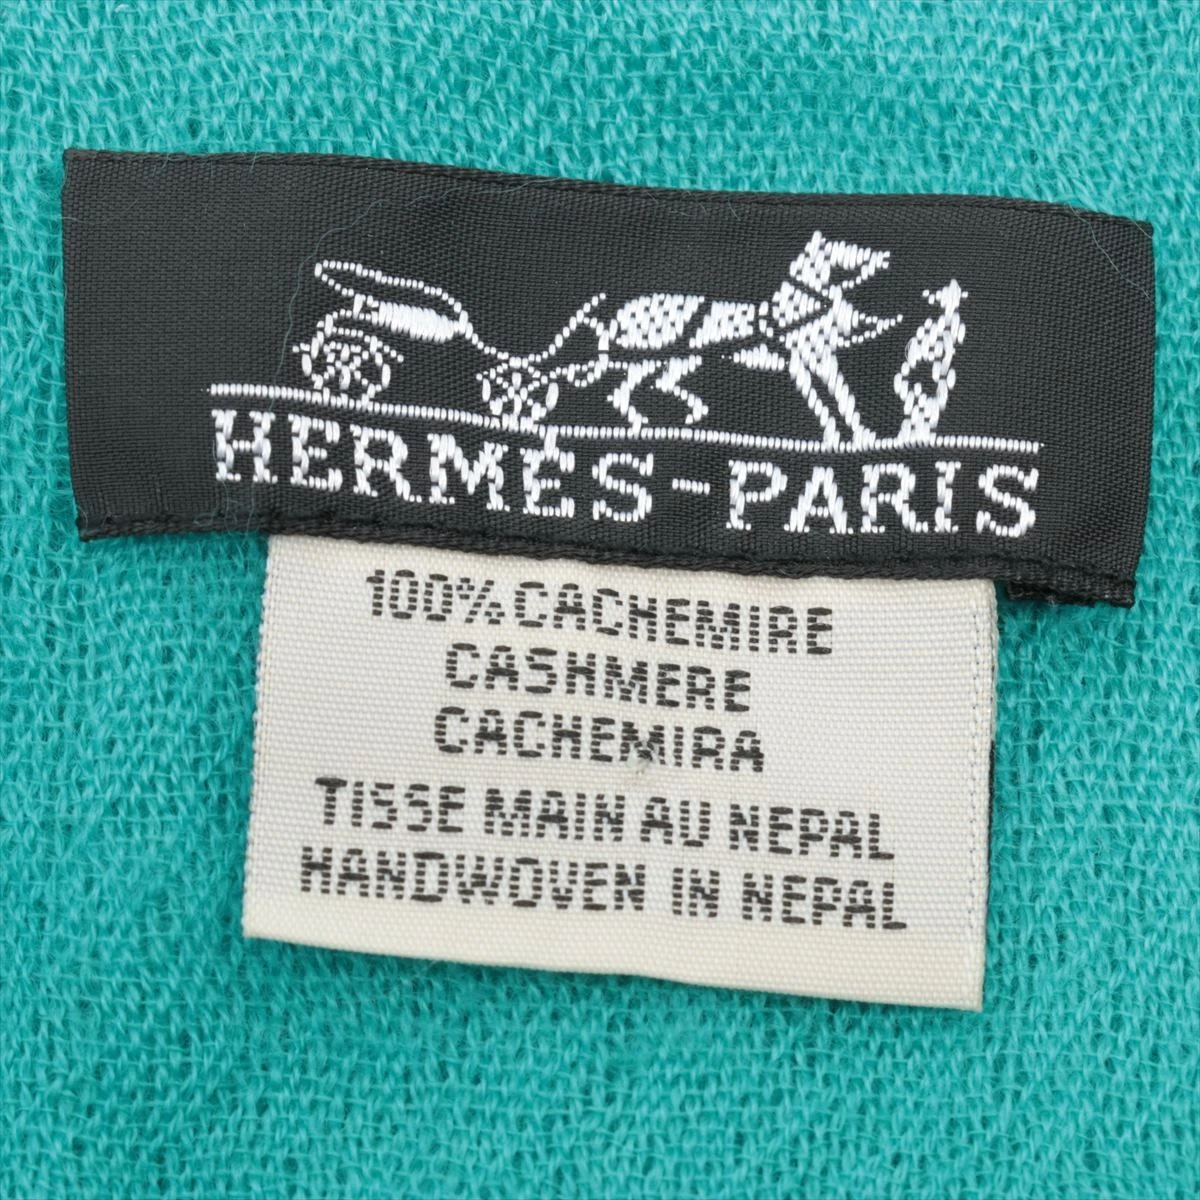 HERMÈS-PARIS
100% CACHEMIRE
CASHMERE
CACHEMIRA
TISSE MAIN AU NEPAL
HANDWOVEN IN NEPAL